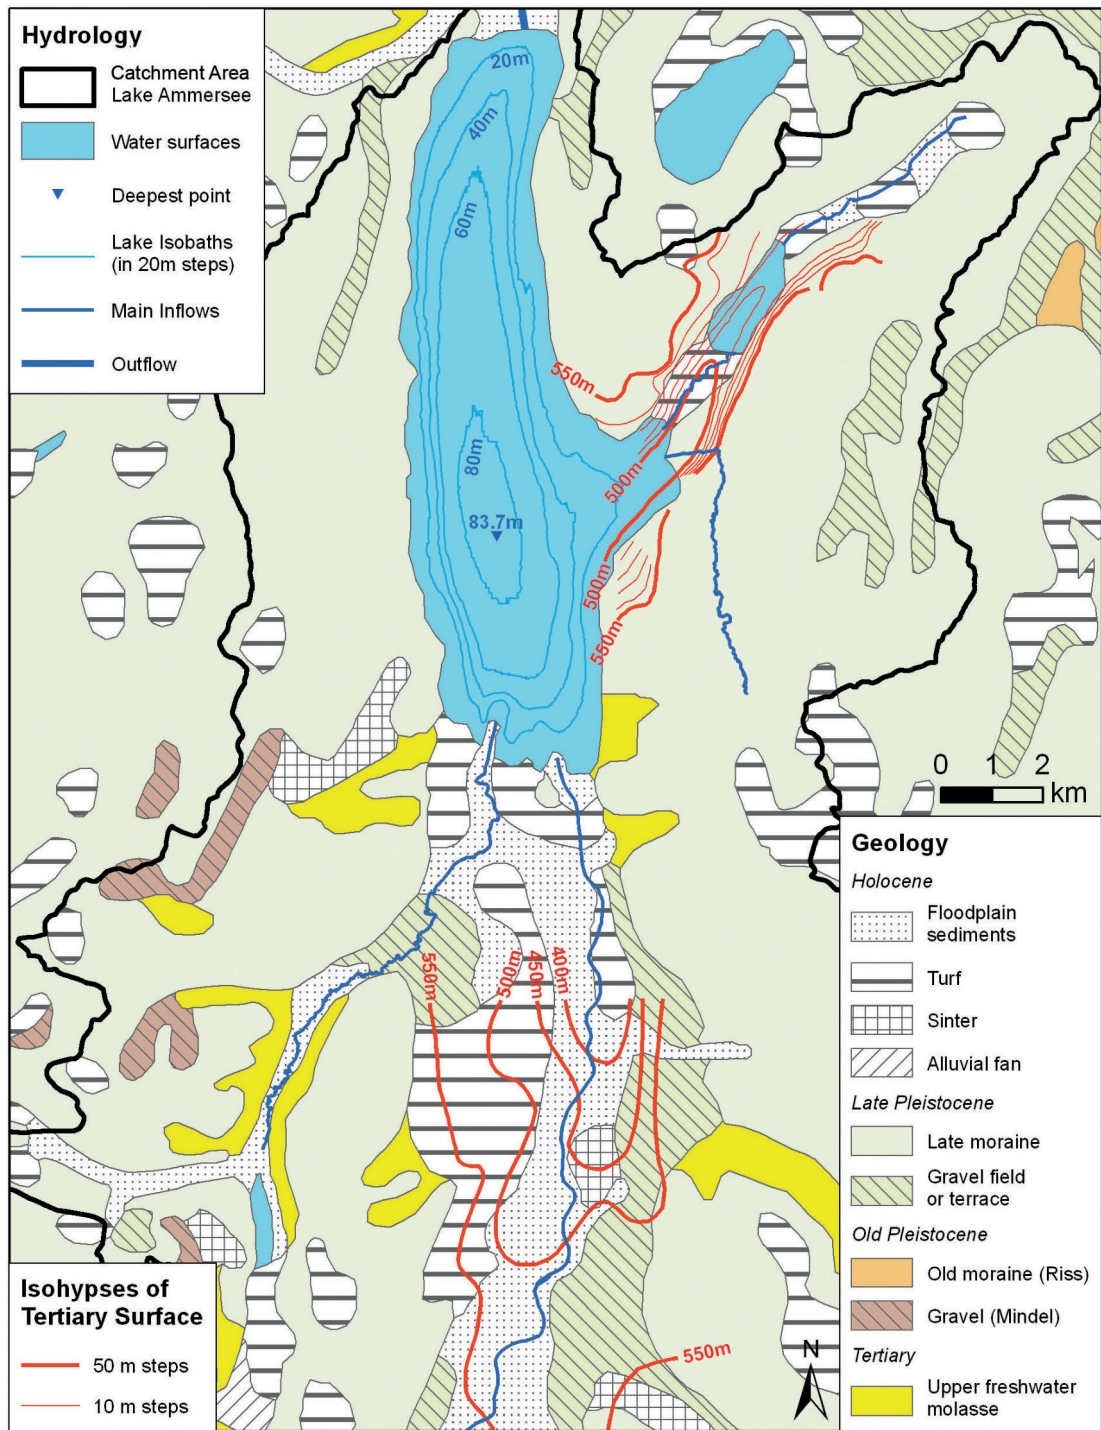 Hydrology
Catchment Area
Lake Ammersee
Water surfaces
Deepest point
Lake Isobaths
(in 20m steps)
Main Inflows
Outflow
20m
40m
60m
80m
83.7m
550m
500m
500m
550m
0 1 2
km
550m
500m
450m
400m
550m
N
Isohypses of
Tertiary Surface
50 m steps
10 m steps
Geology
Holocene
Floodplain
sediments
Turf
Sinter
Alluvial fan
Late Pleistocene
Late moraine
Gravel field
or terrace
Old Pleistocene
Old moraine (Riss)
Gravel (Mindel)
Tertiary
Upper freshwater
molasse